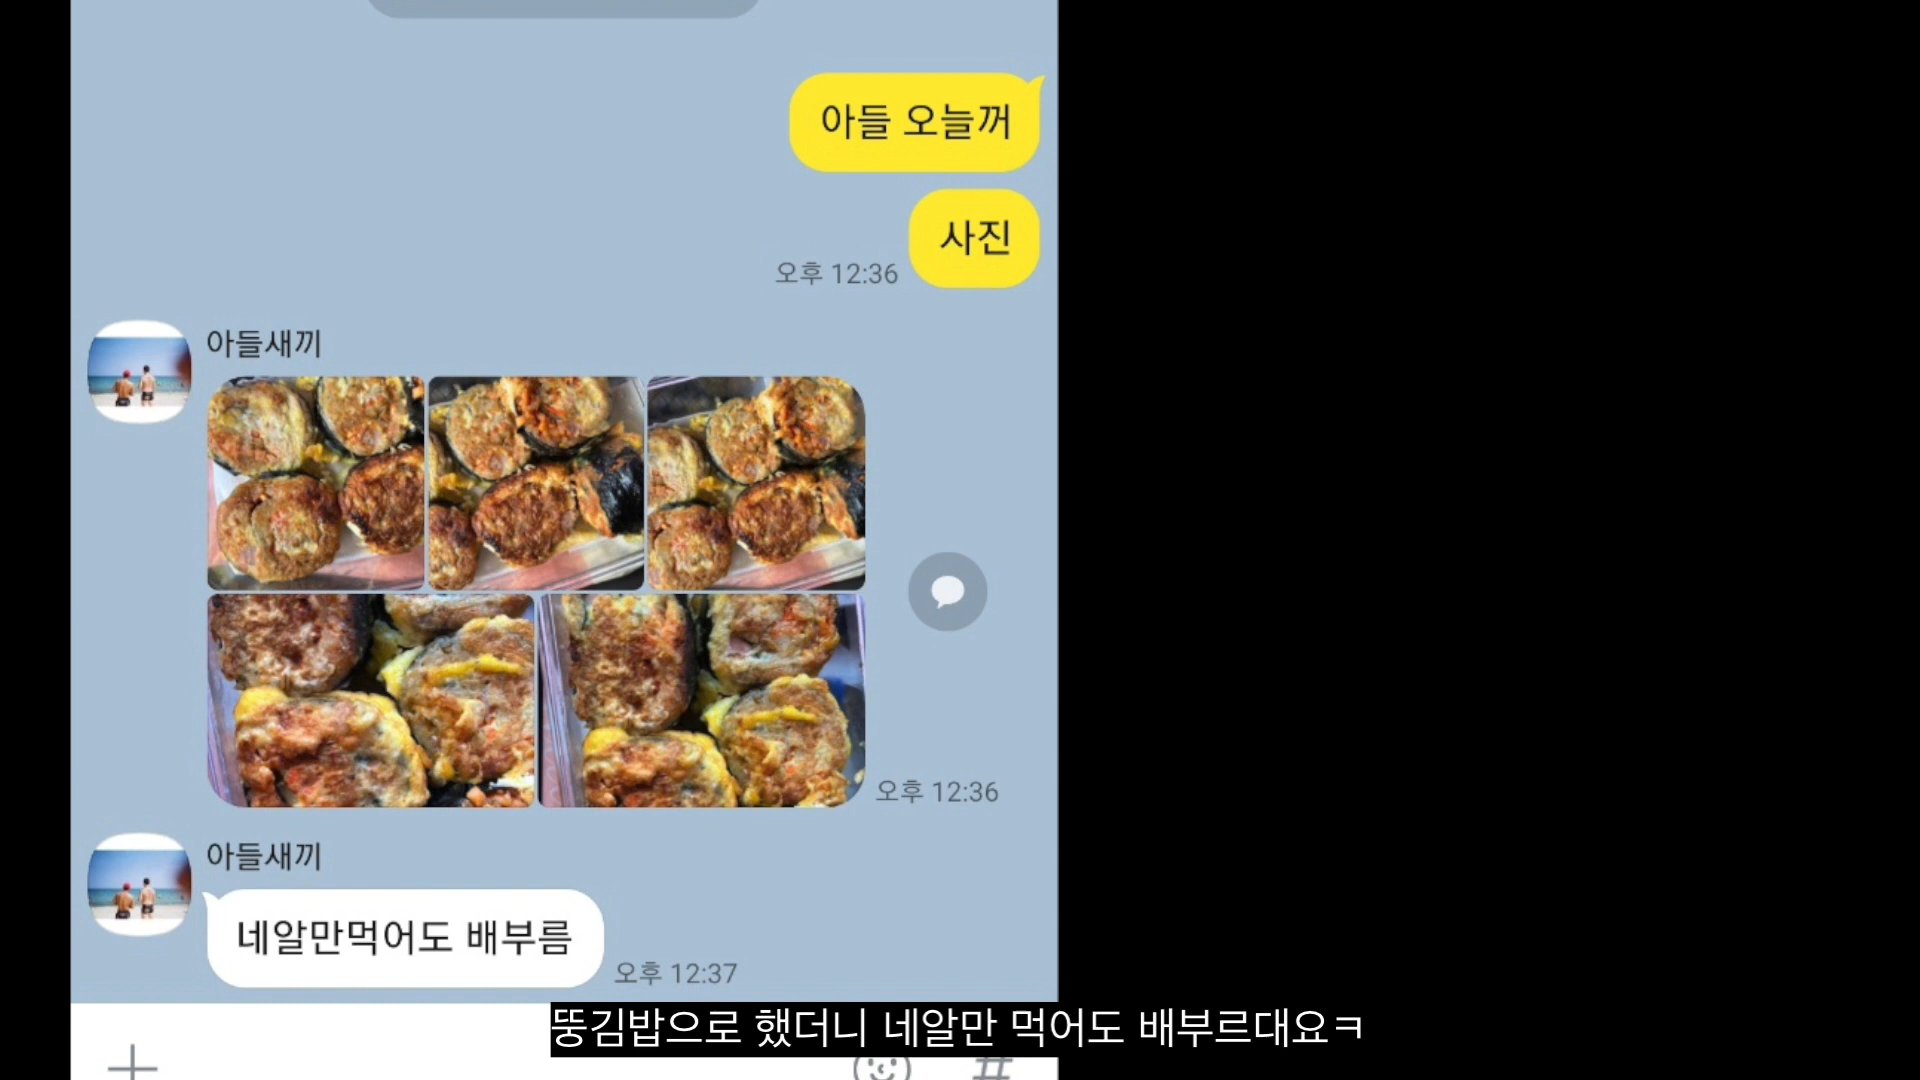 아들 오늘꺼
사진
오후 12:36
아들새끼
오후 12:36
아들새끼
네알만먹어도 배부름
오후 12:37
뚱김밥으로 했더니 네알만 먹어도 배부르대요ㅋ
#